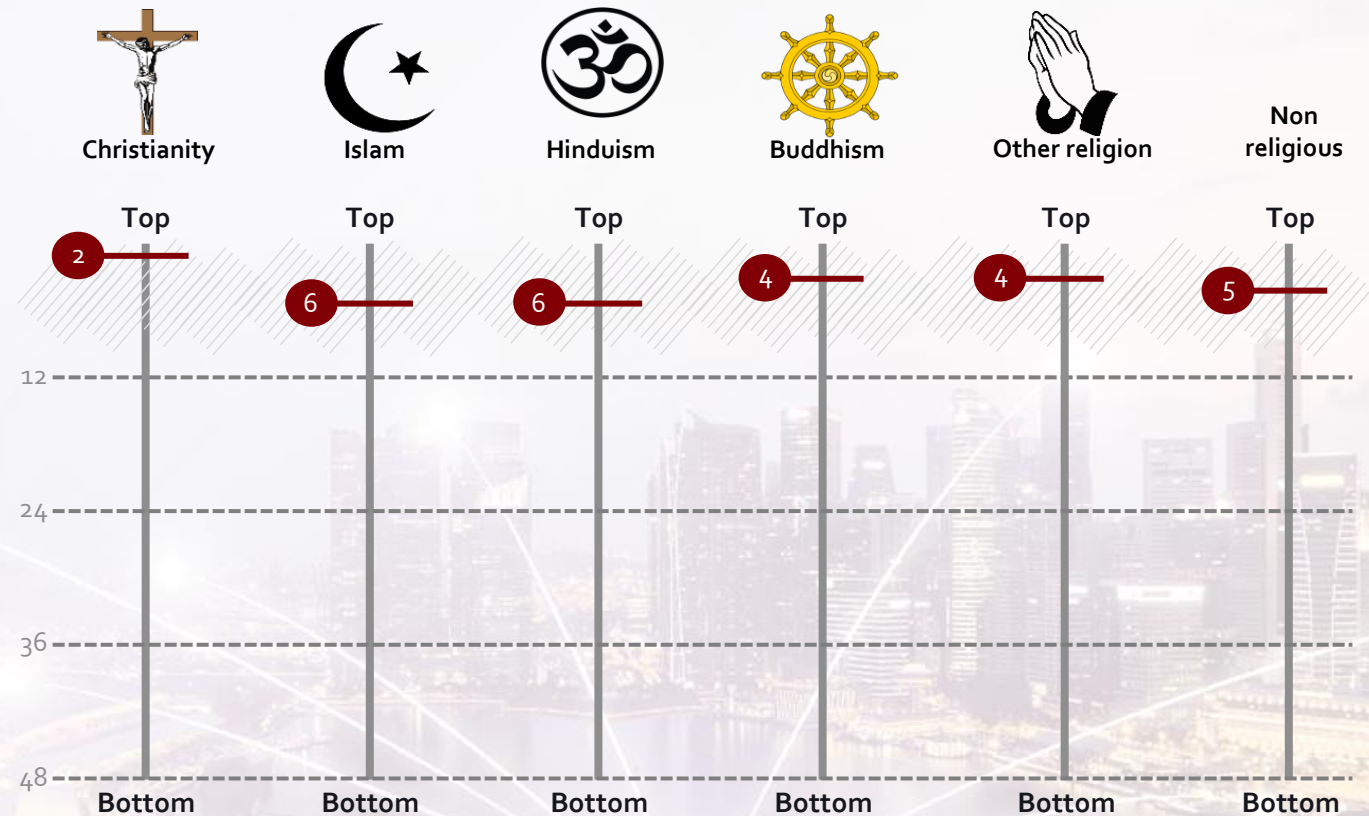 Christianity
Islam
Hinduism
Buddhism
Other religion
Non
religious
Top
Top
Top
Top
Top
Top
2
6
6
4
4
5
12
24
36
48
Bottom
Bottom
Bottom
Bottom
Bottom
Bottom